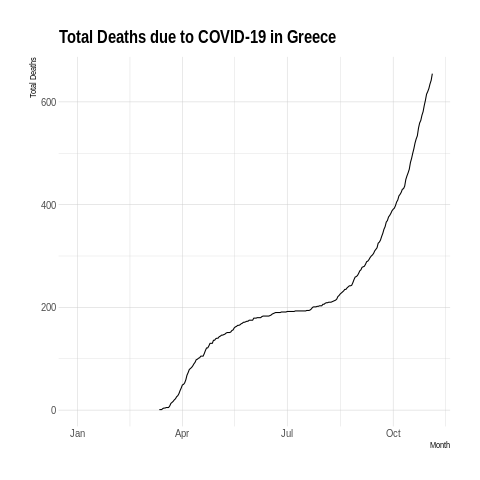 Total Deaths due to COVID-19 in Greece
Total Deaths
600
400
200
0
Jan Apr Jul Oct
Month